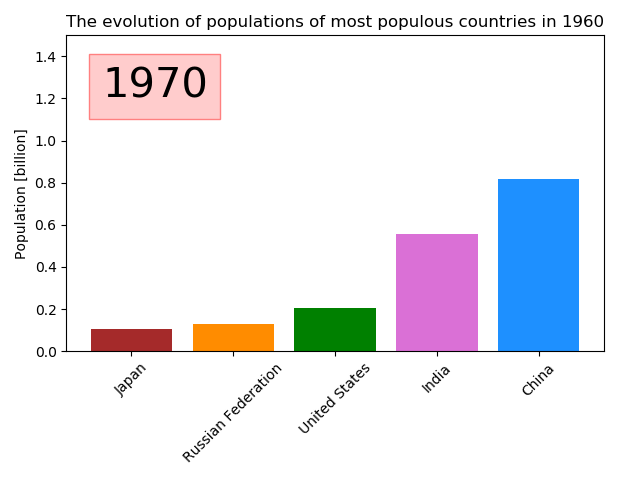 The evolution of populations of most populous countries in 1960
1970
Population [billion]
1.4
1.2
1.0
0.8
0.6
0.4
0.2
0.0
Japan
Russian Federation
United States
India
China